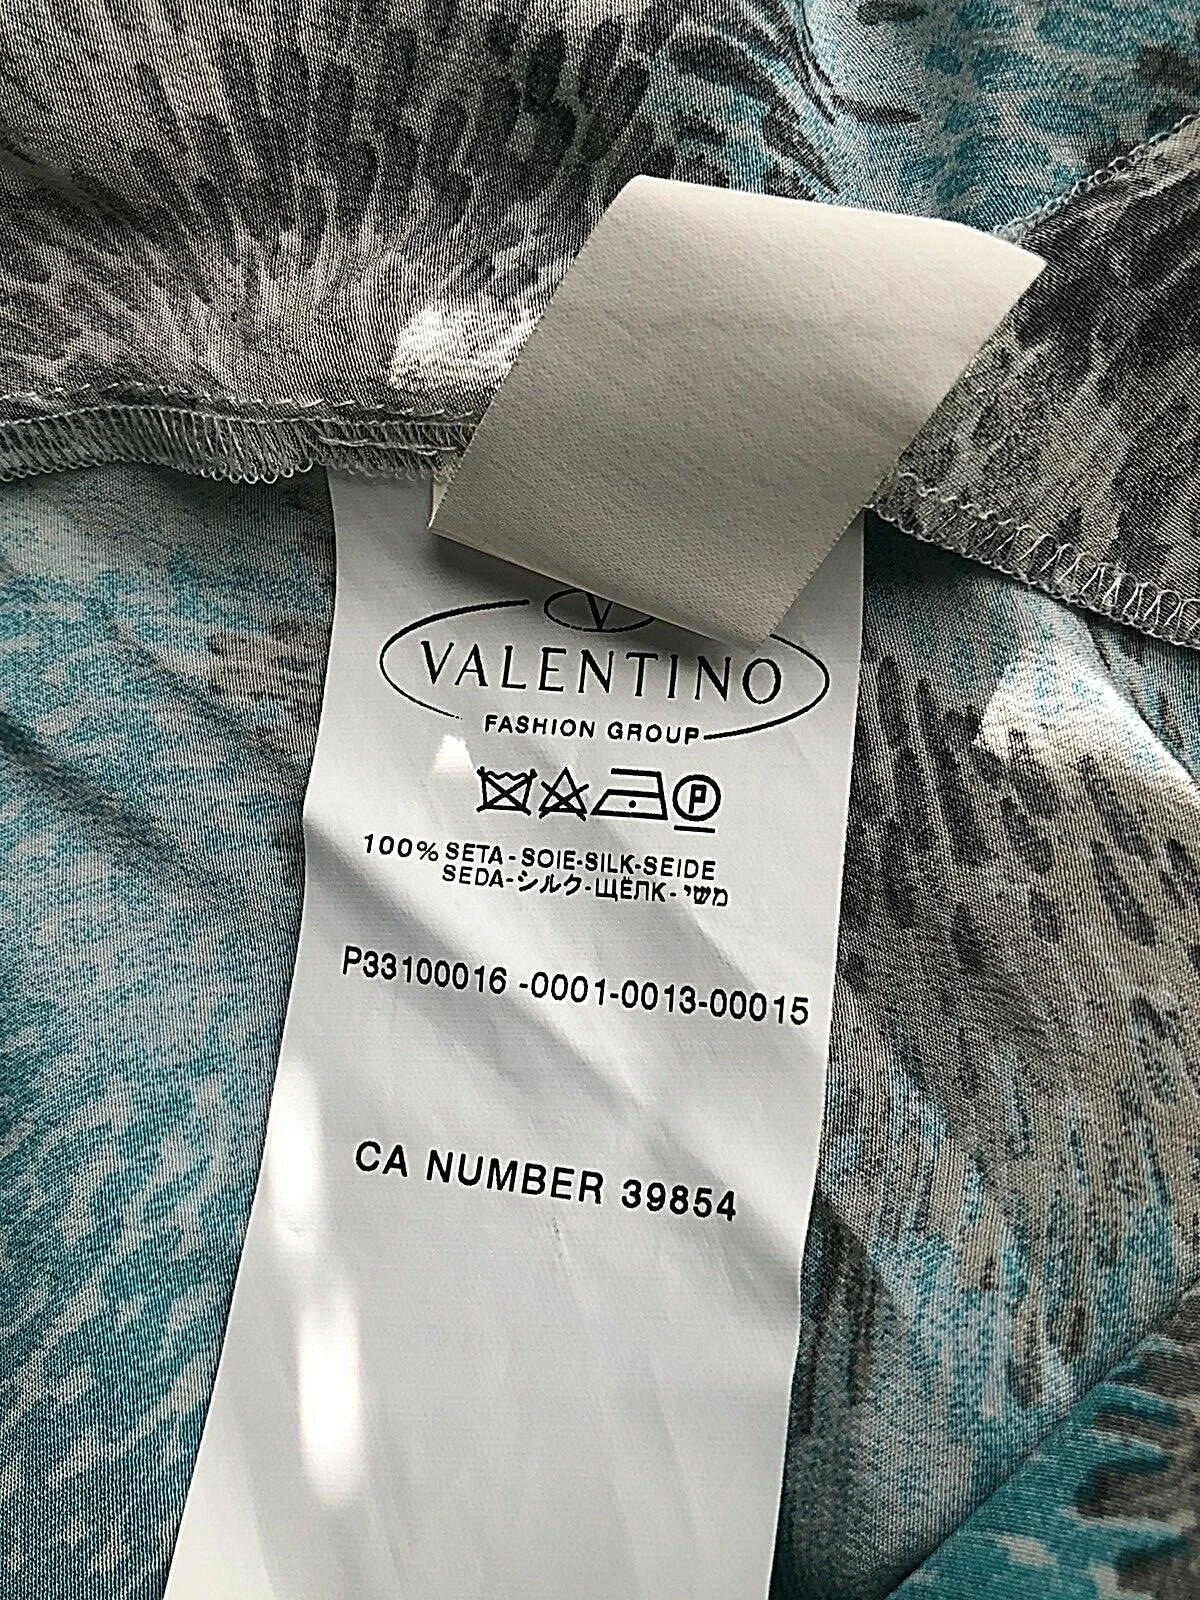 V
VALENTINO
FASHION GROUP
P
100% SETA-SOIE-SILK-SEIDE
SEDA-シルク-ЩЁЛК-משי
P33100016 -0001-0013-00015
CA NUMBER 39854